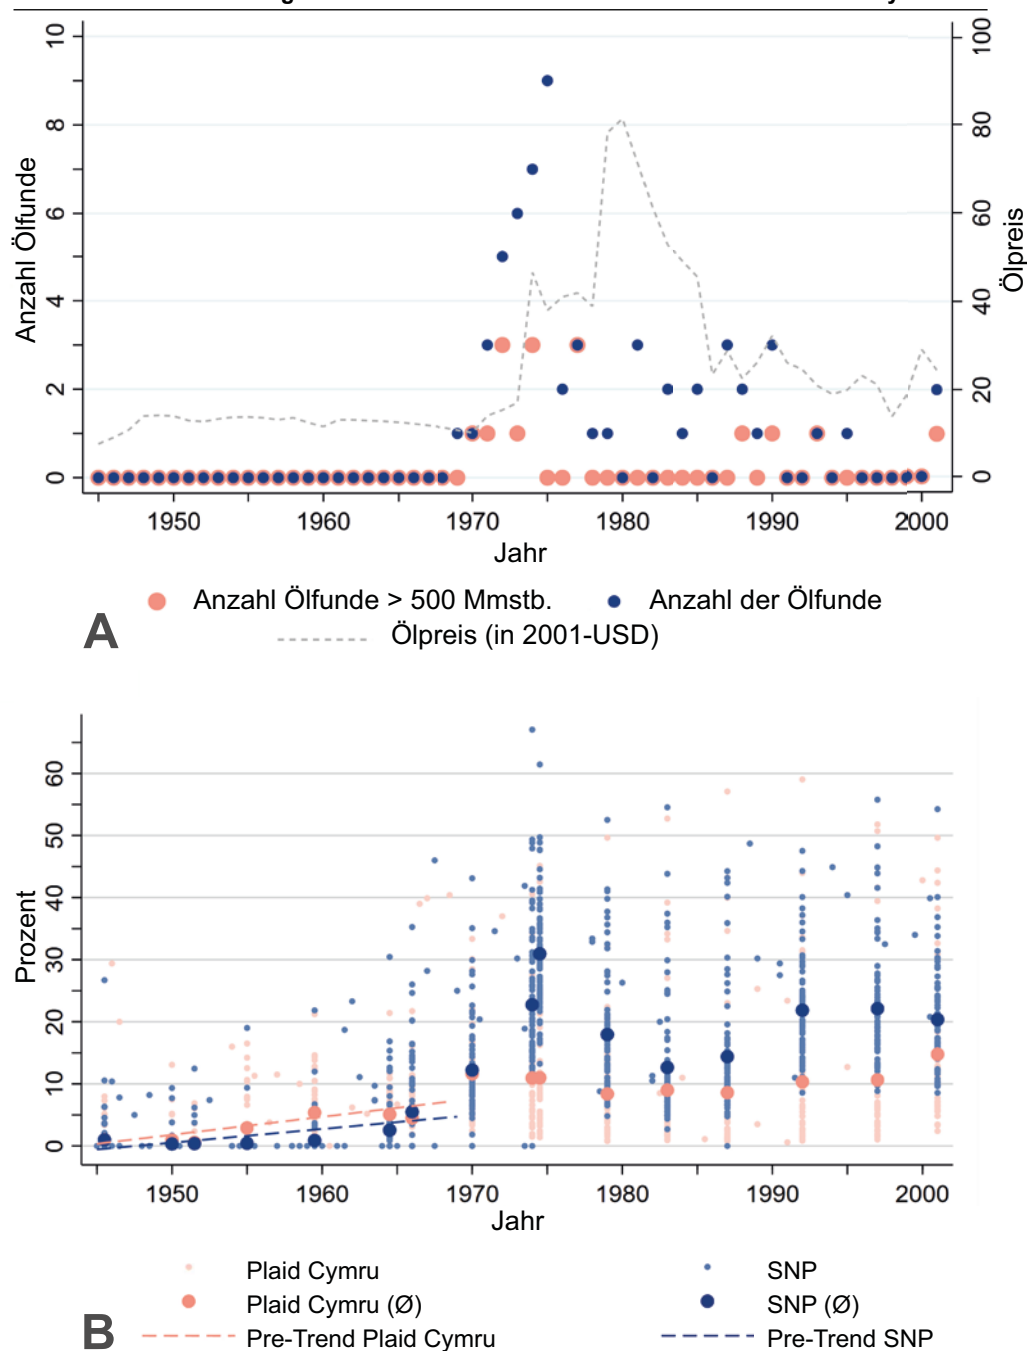 10
8
6
4
2
0
100
80
60
40
20
0
Anzahl Ölfunde
Ölpreis
1950 1960 1970 1980 1990 2000
Jahr
Anzahl Ölfunde > 500 Mmstb. Anzahl der Ölfunde
Ölpreis (in 2001-USD)
A
60
50
40
30
20
10
0
Prozent
1950 1960 1970 1980 1990 2000
Jahr
Plaid Cymru SNP
Plaid Cymru (Ø) SNP (Ø)
Pre-Trend Plaid Cymru Pre-Trend SNP
B